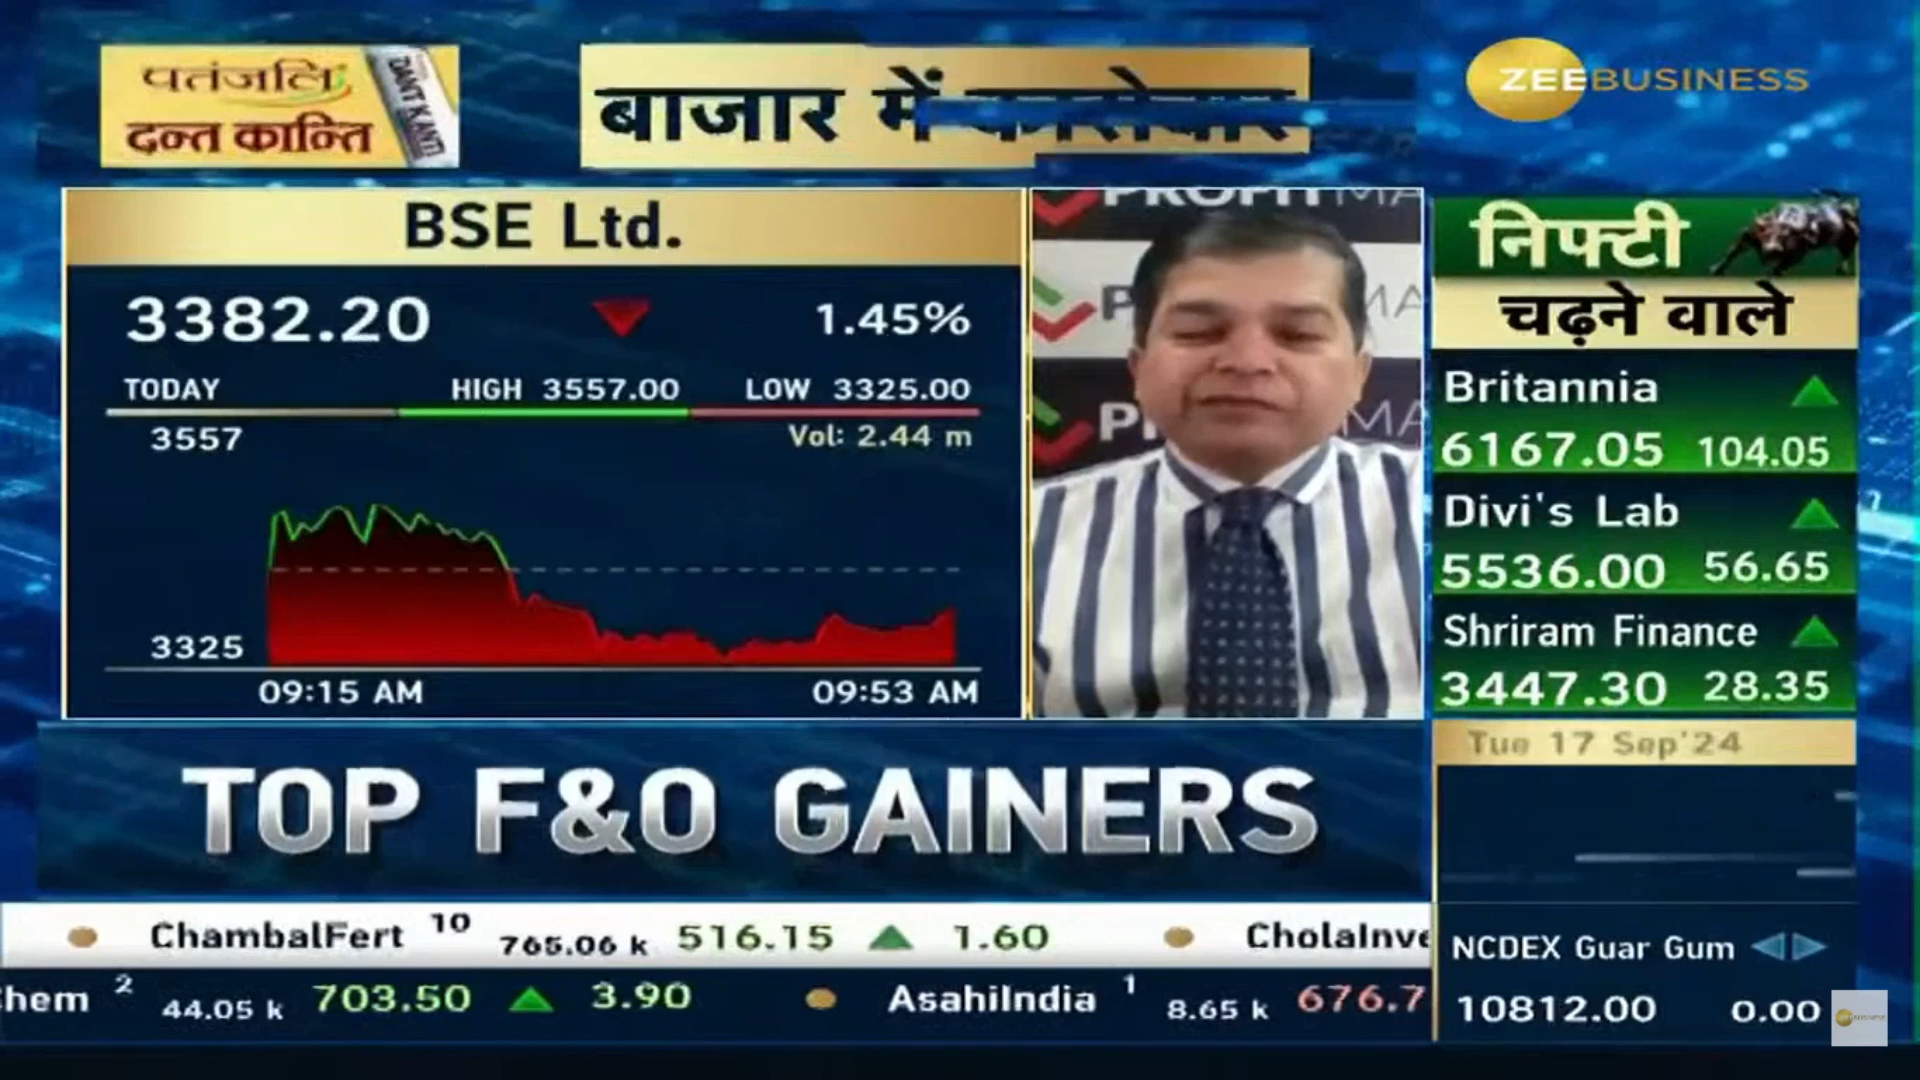 पतंजलि
दन्त कान्ति
DANT KANTI
बाजार में
ZEEBUSINESS
BSE Ltd.
3382.20 1.45%
TODAY HIGH 3557.00 LOW 3325.00
3557 Vol: 2.44 m
3325
09:15 AM 09:53 AM
PROFIT MA
MA
MA
निफ्टी
चढ़ने वाले
Britannia
6167.05 104.05
Divi's Lab
5536.00 56.65
Shriram Finance
3447.30 28.35
Tue 17 Sep'24
TOP F&O GAINERS
ChambalFert 10 765.06 k 516.15 1.60 CholaInve
hem 2 44.05 k 703.50 3.90 AsahiIndia 1 8.65 k 676.7
NCDEX Guar Gum
10812.00 0.00